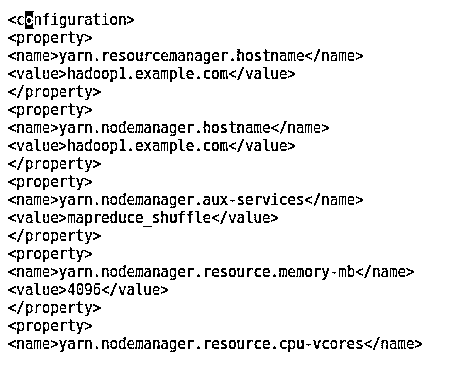 <configuration>
<property>
<name>yarn.resourcemanager.hostname</name>
<value>hadoop1.example.com</value>
</property>
<property>
<name>yarn.nodemanager.hostname</name>
<value>hadoop1.example.com</value>
</property>
<property>
<name>yarn.nodemanager.aux-services</name>
<value>mapreduce_shuffle</value>
</property>
<property>
<name>yarn.nodemanager.resource.memory-mb</name>
<value>4096</value>
</property>
<property>
<name>yarn.nodemanager.resource.cpu-vcores</name>